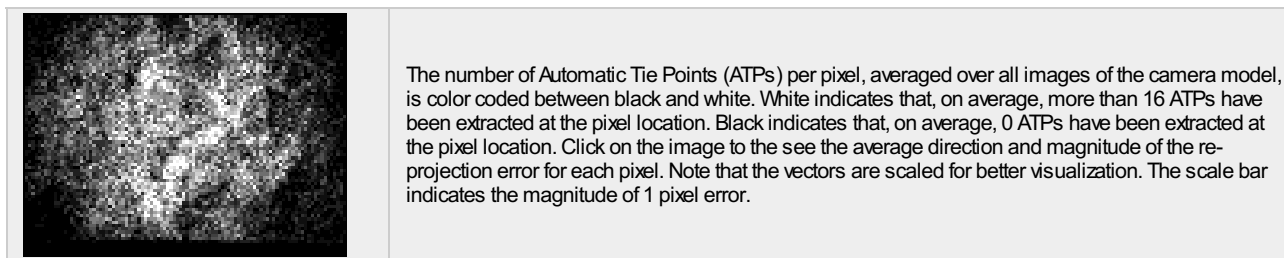 The number of Automatic Tie Points (ATPs) per pixel, averaged over all images of the camera model,
is color coded between black and white. White indicates that, on average, more than 16 ATPs have
been extracted at the pixel location. Black indicates that, on average, 0 ATPs have been extracted at
the pixel location. Click on the image to the see the average direction and magnitude of the re-
projection error for each pixel. Note that the vectors are scaled for better visualization. The scale bar
indicates the magnitude of 1 pixel error.